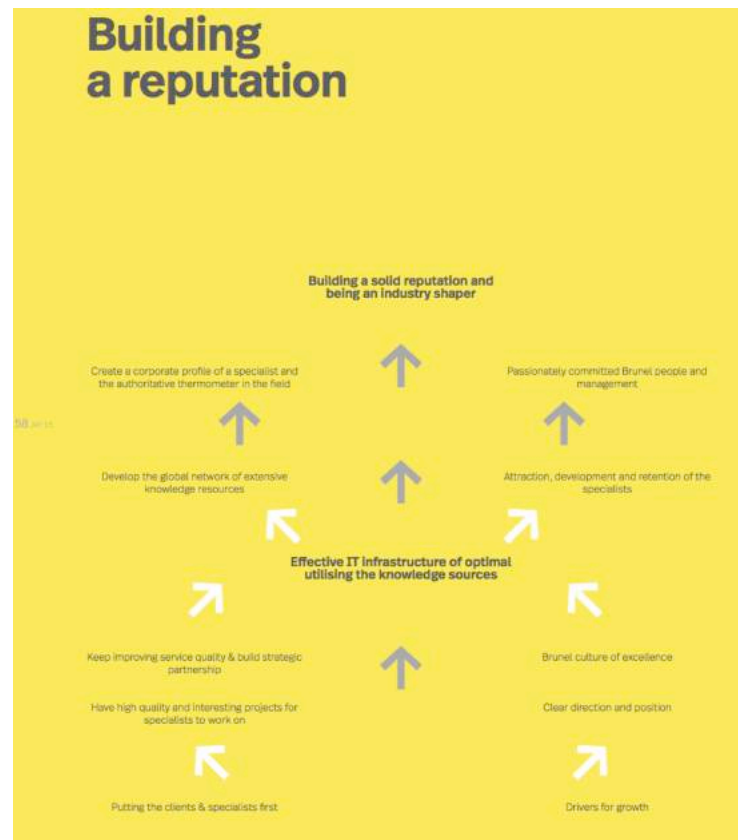 Building
a reputation
Building a solid reputation and
being an industry shaper
Create a corporate profile of a specialist and
the authoritative thermometer in the field
Passionately committed Brunel people and
management
58
Develop the global network of extensive
knowledge resources
Attraction, development and retention of the
specialists
Effective IT infrastructure of optimal
utilising the knowledge sources
Keep improving service quality & build strategic
partnership
Brunel culture of excellence
Have high quality and interesting projects for
specialists to work on
Clear direction and position
Putting the clients & specialists first
Drivers for growth